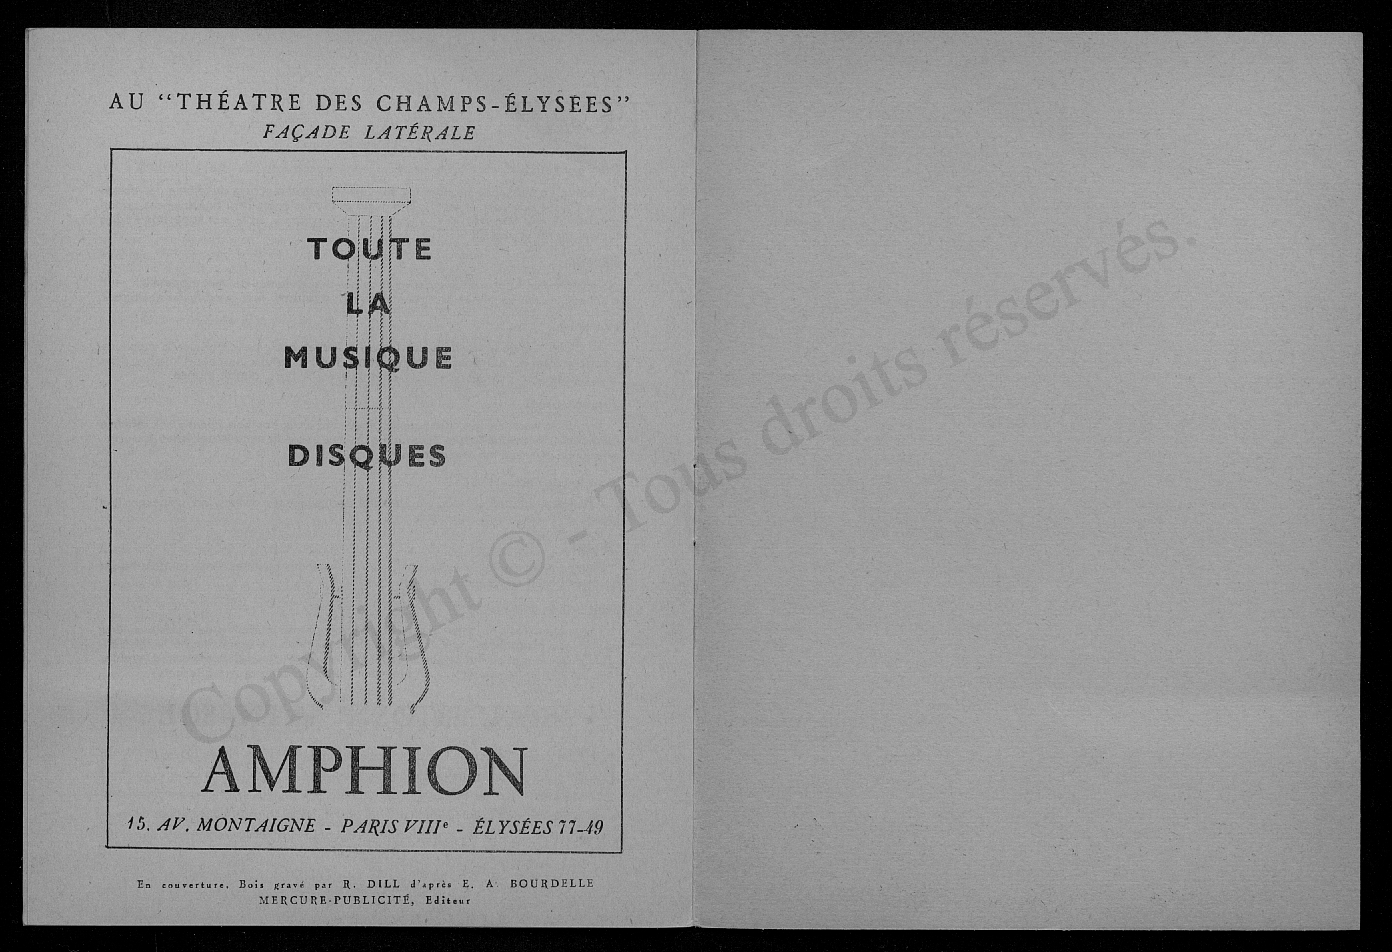 AU “THÉATRE DES CHAMPS-ÉLYSÉES”
FAÇADE LATÉRALE
TOUTE
LA
MUSIQUE
DISQUES
AMPHION
15. AV. MONTAIGNE - PARIS VIIIᵉ - ÉLYSÉES 77-49
En couverture, Bois gravé par R. DILL d'après E. A. BOURDELLE
MERCURE-PUBLICITÉ, Editeur
Copyright © - Tous droits réservés.